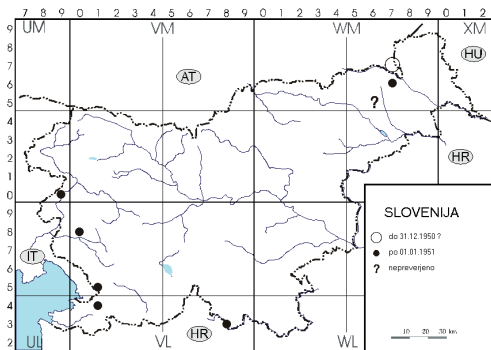 7 8 9 0 1 2 3 4 5 6 7 8 9 0 1 2 3 4 5 6 7 8 9 0 1 2
UM VM WM XM
9
8
HU
7
AT
6
5
?
4
3
HR
2
1
0
9
SLOVENIJA
8
do 31.12.1950 ?
7
po 01.01.1951
IT
6
? nepreverjeno
5
4
3
HR
10 20 30 km
2
UL VL WL